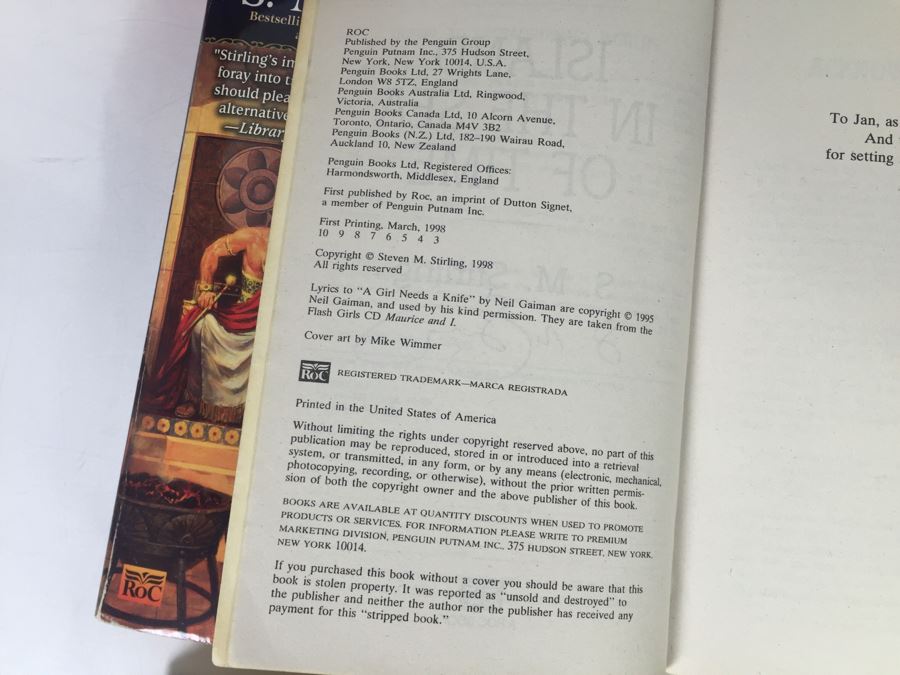 S.
Bestselli
"Stirling's in
foray into t
should plea
alternative
—Librar
ROC
ROC
Published by the Penguin Group
Penguin Putnam Inc., 375 Hudson Street,
New York, New York 10014, U.S.A.
Penguin Books Ltd, 27 Wrights Lane,
London W8 5TZ, England
Penguin Books Australia Ltd, Ringwood,
Victoria, Australia
Penguin Books Canada Ltd, 10 Alcorn Avenue,
Toronto, Ontario, Canada M4V 3B2
Penguin Books (N.Z.) Ltd, 182–190 Wairau Road,
Auckland 10, New Zealand
Penguin Books Ltd, Registered Offices:
Harmondsworth, Middlesex, England
First published by Roc, an imprint of Dutton Signet,
a member of Penguin Putnam Inc.
First Printing, March, 1998
10 9 8 7 6 5 4 3
Copyright © Steven M. Stirling, 1998
All rights reserved
Lyrics to "A Girl Needs a Knife" by Neil Gaiman are copyright © 1995
Neil Gaiman, and used by his kind permission. They are taken from the
Flash Girls CD Maurice and I.
Cover art by Mike Wimmer
ROC REGISTERED TRADEMARK—MARCA REGISTRADA
Printed in the United States of America
Without limiting the rights under copyright reserved above, no part of this
publication may be reproduced, stored in or introduced into a retrieval
system, or transmitted, in any form, or by any means (electronic, mechanical,
photocopying, recording, or otherwise), without the prior written permis-
sion of both the copyright owner and the above publisher of this book.
BOOKS ARE AVAILABLE AT QUANTITY DISCOUNTS WHEN USED TO PROMOTE
PRODUCTS OR SERVICES. FOR INFORMATION PLEASE WRITE TO PREMIUM
MARKETING DIVISION, PENGUIN PUTNAM INC., 375 HUDSON STREET, NEW YORK,
NEW YORK 10014.
If you purchased this book without a cover you should be aware that this
book is stolen property. It was reported as "unsold and destroyed" to
the publisher and neither the author nor the publisher has received any
payment for this "stripped book."
To Jan, as
And
for setting